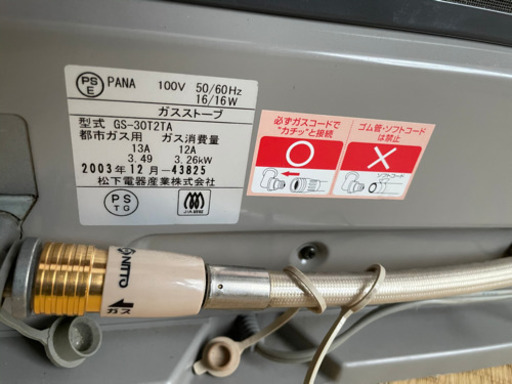 PS E PANA 100V 50/60Hz
16/16W
ガスストーブ
型式 GS-30T2TA
都市ガス用 ガス消費量
13A 12A
3.49 3.26kW
2003年12月-43825
松下電器産業株式会社
PS TG
必ずガスコードで
"カチッ"と接続
ゴム管・ソフトコード
は禁止
ソフトコード
NITTO
ガス